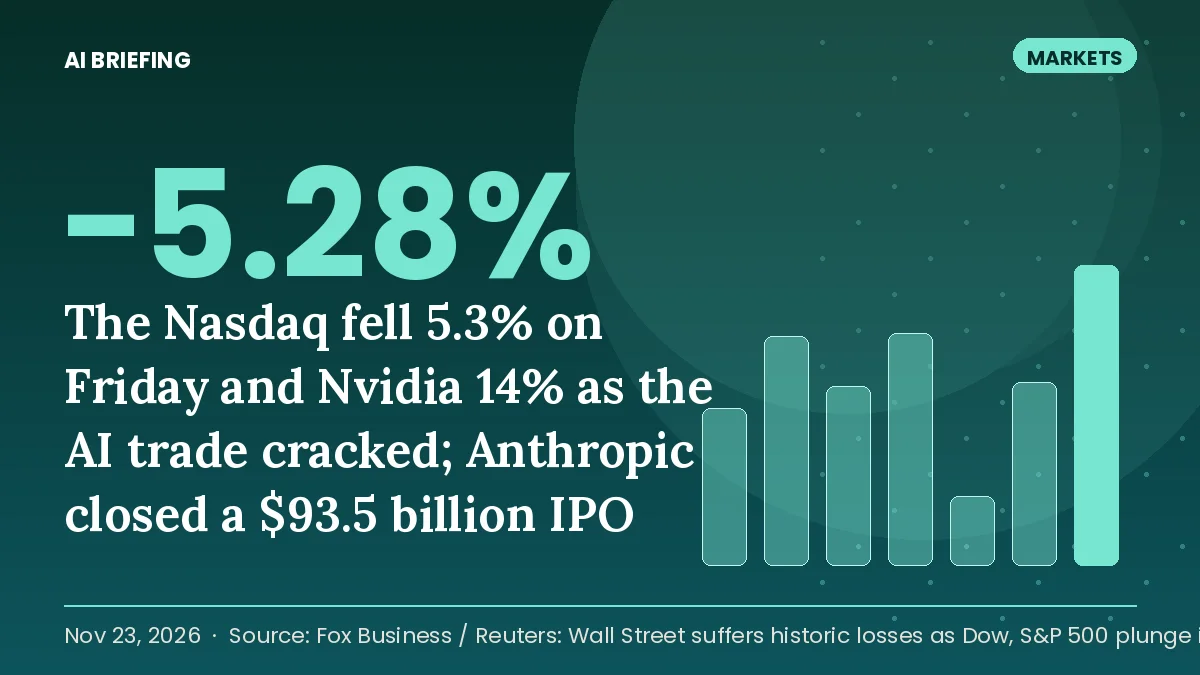 AI BRIEFING
MARKETS
-5.28%
The Nasdaq fell 5.3% on
Friday and Nvidia 14% as the
AI trade cracked; Anthropic
closed a $93.5 billion IPO
Nov 23, 2026 · Source: Fox Business / Reuters: Wall Street suffers historic losses as Dow, S&P 500 plunge